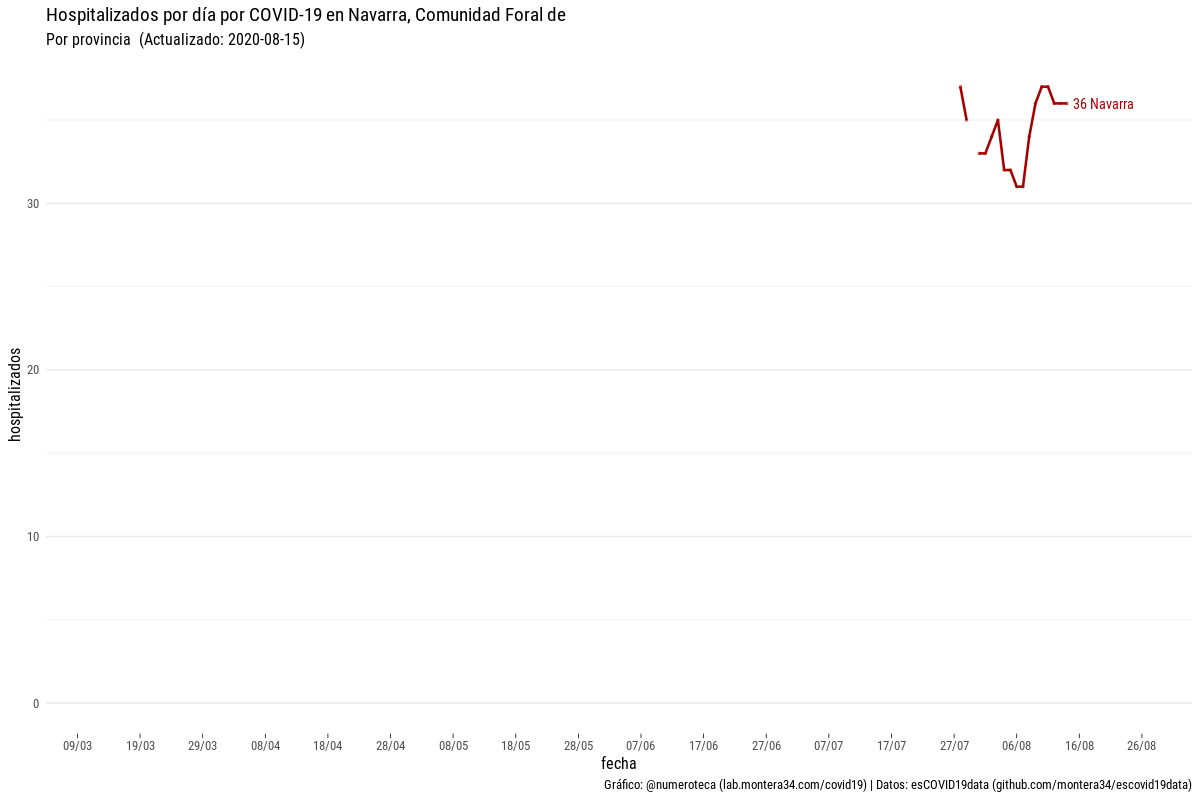 Hospitalizados por día por COVID-19 en Navarra, Comunidad Foral de
Por provincia  (Actualizado: 2020-08-15)
36 Navarra
30
20
10
0
hospitalizados
09/03 19/03 29/03 08/04 18/04 28/04 08/05 18/05 28/05 07/06 17/06 27/06 07/07 17/07 27/07 06/08 16/08 26/08
fecha
Gráfico: @numeroteca (lab.montera34.com/covid19) | Datos: esCOVID19data (github.com/montera34/escovid19data)